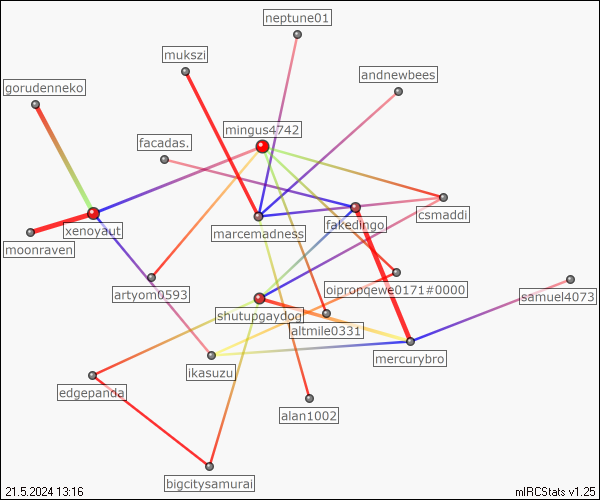 neptune01
mukszi
andnewbees
gorudenneko
mingus4742
facadas.
csmaddi
fakedingo
xenoyaut
marcemadness
moonraven
oipropqewe0171#0000
artyom0593
samuel4073
shutupgaydog
altmile0331
mercurybro
ikasuzu
edgepanda
alan1002
bigcitysamurai
21.5.2024 13:16
mIRCStats v1.25